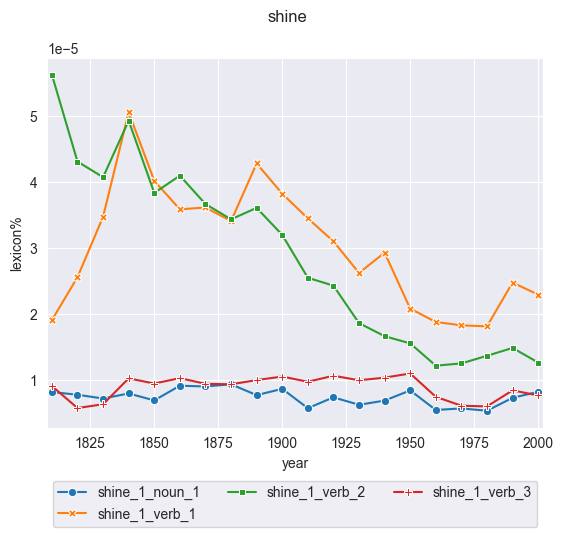 shine
1e−5
5
4
3
2
1
lexicon%
1825 1850 1875 1900 1925 1950 1975 2000
year
shine_1_noun_1 shine_1_verb_2 shine_1_verb_3
shine_1_verb_1